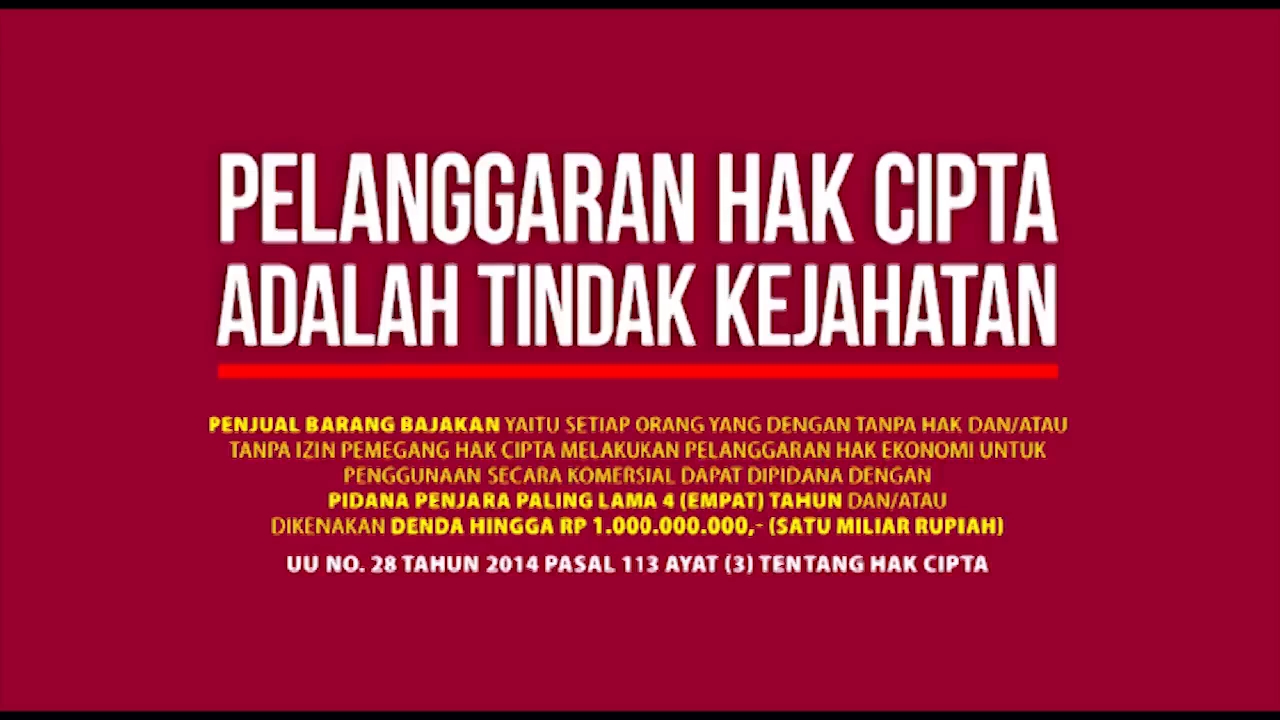 PELANGGARAN HAK CIPTA
ADALAH TINDAK KEJAHATAN
PENJUAL BARANG BAJAKAN YAITU SETIAP ORANG YANG DENGAN TANPA HAK DAN/ATAU
TANPA IZIN PEMEGANG HAK CIPTA MELAKUKAN PELANGGARAN HAK EKONOMI UNTUK
PENGGUNAAN SECARA KOMERSIAL DAPAT DIPIDANA DENGAN
PIDANA PENJARA PALING LAMA 4 (EMPAT) TAHUN DAN/ATAU
DIKENAKAN DENDA HINGGA RP 1.000.000.000,- (SATU MILIAR RUPIAH)
UU NO. 28 TAHUN 2014 PASAL 113 AYAT (3) TENTANG HAK CIPTA